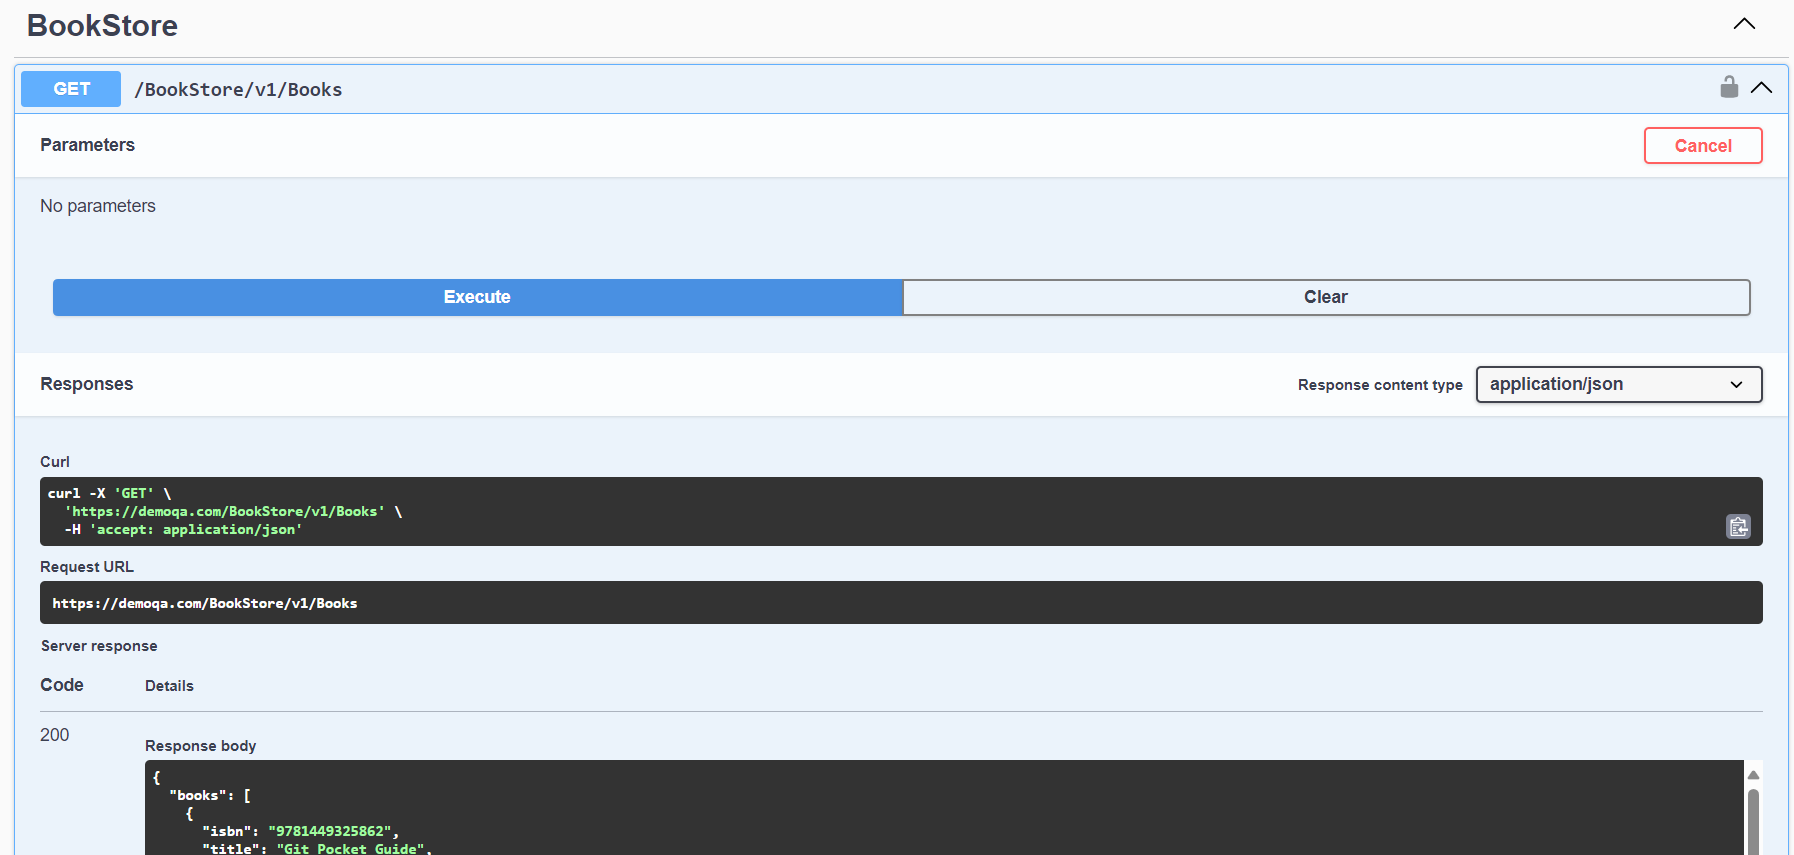 BookStore
GET /BookStore/v1/Books
Parameters
Cancel
No parameters
Execute
Clear
Responses
Response content type
application/json
Curl
curl -X 'GET' \
  'https://demoqa.com/BookStore/v1/Books' \
  -H 'accept: application/json'
Request URL
https://demoqa.com/BookStore/v1/Books
Server response
Code Details
200
Response body
{
  "books": [
    {
      "isbn": "9781449325862",
      "title": "Git Pocket Guide",